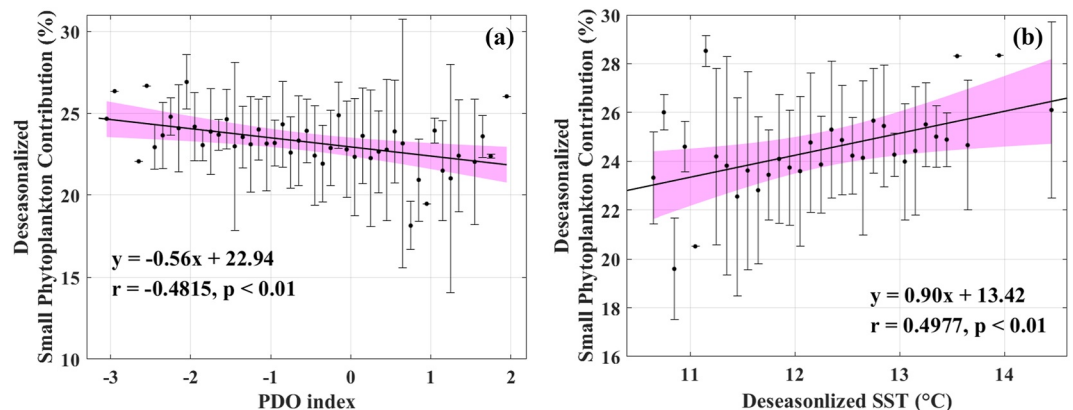 (a)
30
25
20
15
10
-3 -2 -1 0 1 2
PDO index
Deseasonalized
Small Phytoplankton Contribution (%)
y = -0.56x + 22.94
r = -0.4815, p < 0.01
(b)
30
28
26
24
22
20
18
16
11 12 13 14
Deseasonlized SST (°C)
Deseasonalized
Small Phytoplankton Contribution (%)
y = 0.90x + 13.42
r = 0.4977, p < 0.01